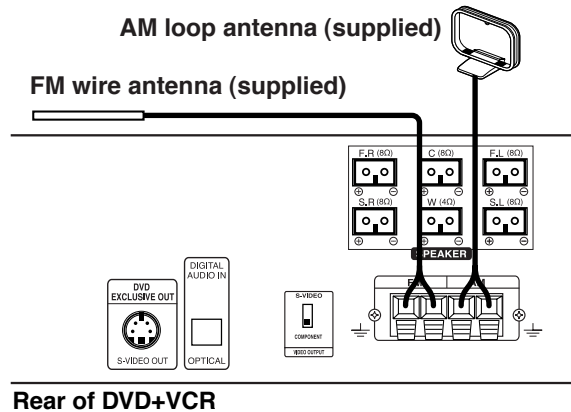 AM loop antenna (supplied)
FM wire antenna (supplied)
F.R (8Ω)
C (8Ω)
F.L (8Ω)
S.R (8Ω)
W (4Ω)
S.L (8Ω)
SPEAKER
DIGITAL
AUDIO IN
OPTICAL
DVD
EXCLUSIVE OUT
S-VIDEO OUT
S-VIDEO
COMPONENT
VIDEO OUTPUT
Rear of DVD+VCR